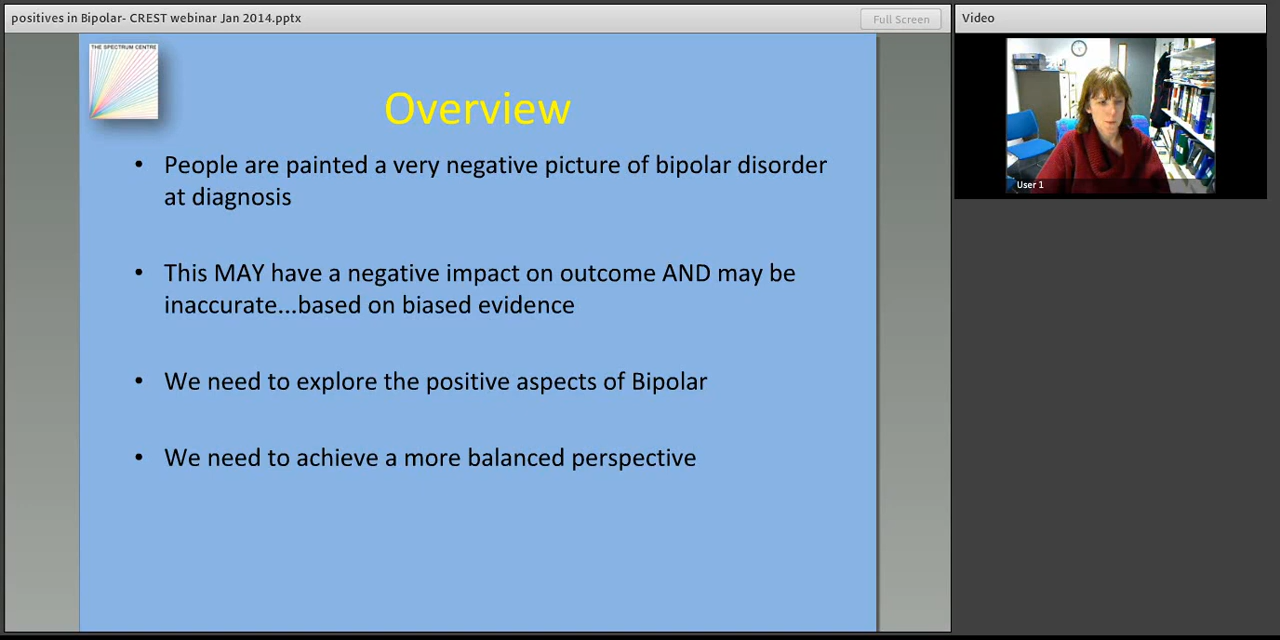 positives in Bipolar- CREST webinar Jan 2014.pptx
Full Screen
Video
THE SPECTRUM CENTRE
Overview
• People are painted a very negative picture of bipolar disorder
at diagnosis
• This MAY have a negative impact on outcome AND may be
inaccurate...based on biased evidence
• We need to explore the positive aspects of Bipolar
• We need to achieve a more balanced perspective
User 1